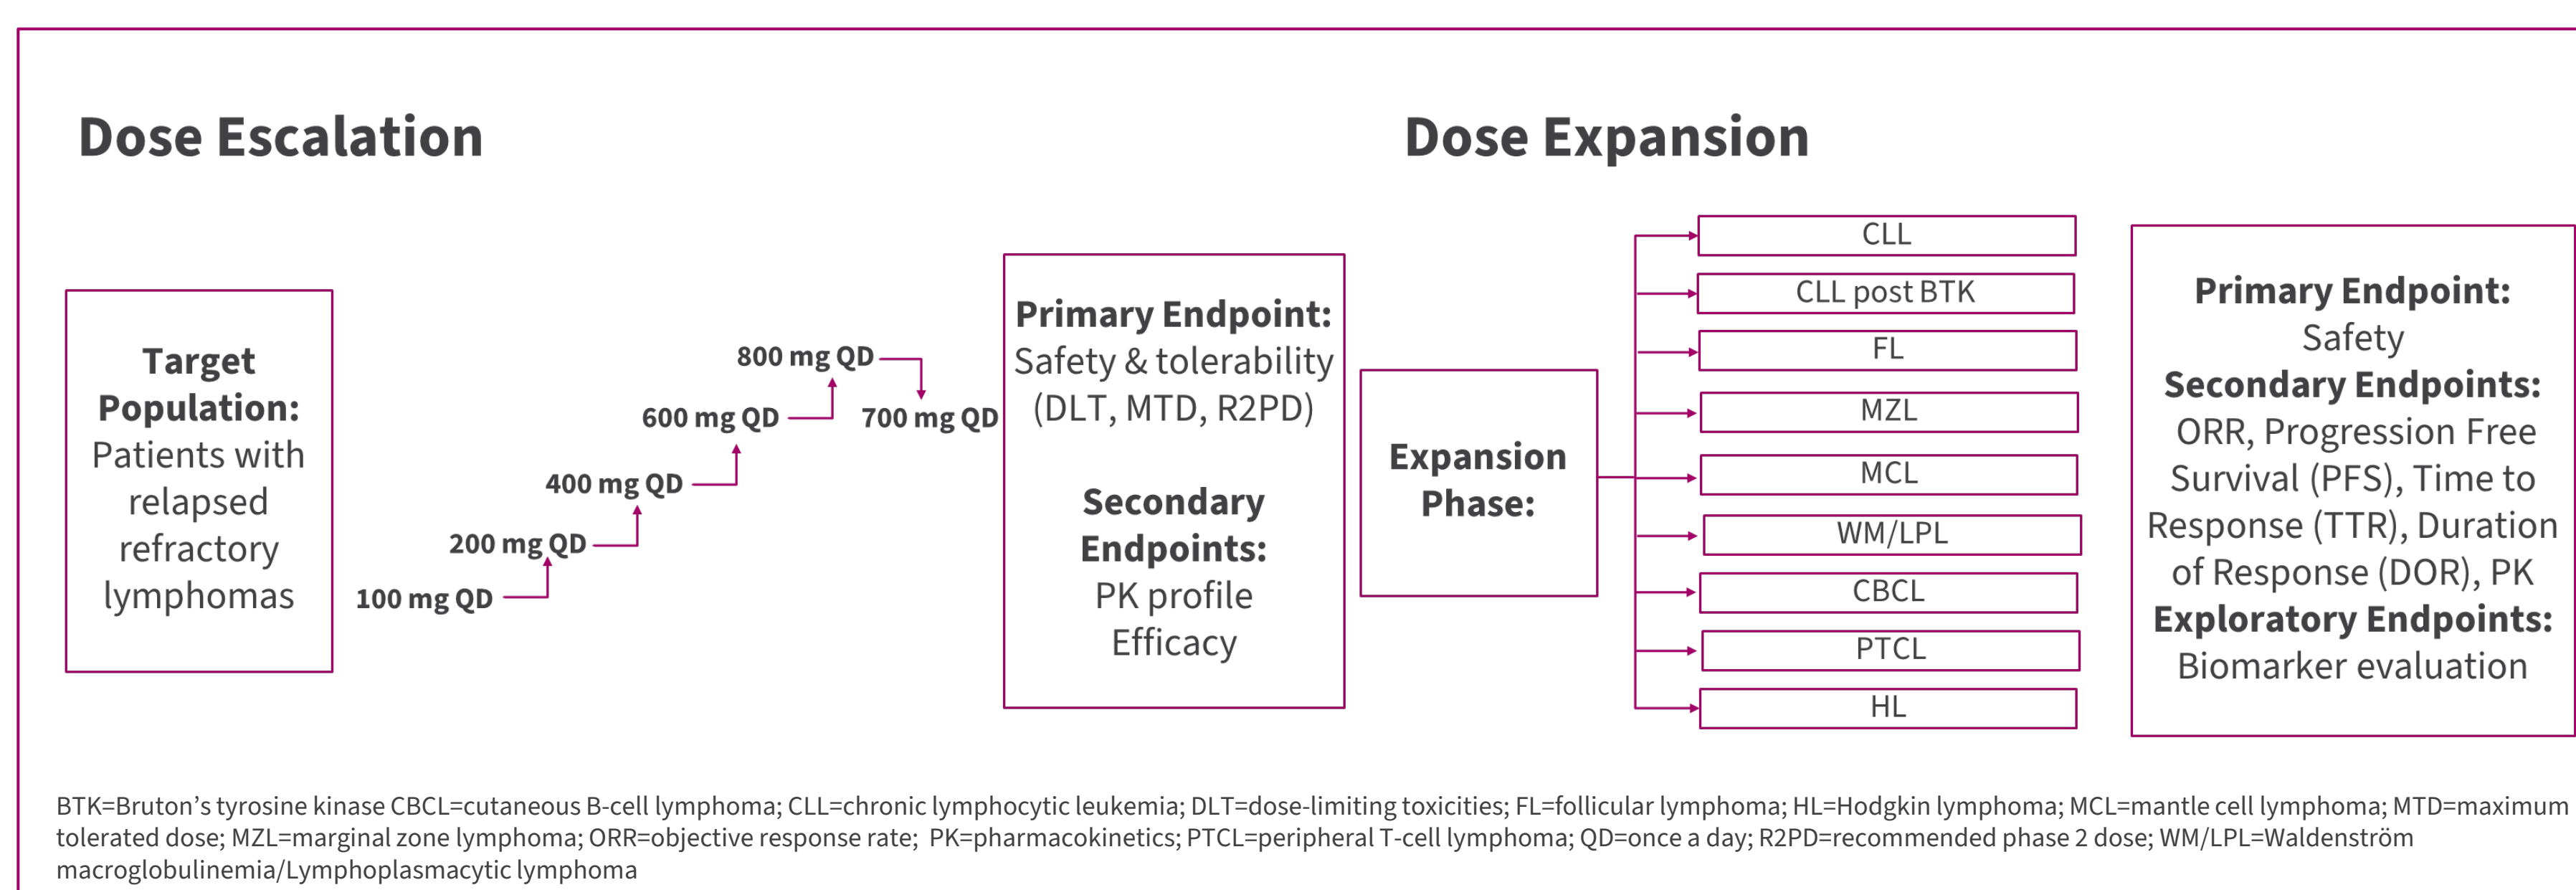 Dose Escalation
Dose Expansion
Target
Population:
Patients with
relapsed
refractory
lymphomas
100 mg QD
200 mg QD
400 mg QD
600 mg QD
800 mg QD
700 mg QD
Primary Endpoint:
Safety & tolerability
(DLT, MTD, R2PD)
Secondary
Endpoints:
PK profile
Efficacy
Expansion
Phase:
CLL
CLL post BTK
FL
MZL
MCL
WM/LPL
CBCL
PTCL
HL
Primary Endpoint:
Safety
Secondary Endpoints:
ORR, Progression Free
Survival (PFS), Time to
Response (TTR), Duration
of Response (DOR), PK
Exploratory Endpoints:
Biomarker evaluation
BTK=Bruton’s tyrosine kinase CBCL=cutaneous B-cell lymphoma; CLL=chronic lymphocytic leukemia; DLT=dose-limiting toxicities; FL=follicular lymphoma; HL=Hodgkin lymphoma; MCL=mantle cell lymphoma; MTD=maximum
tolerated dose; MZL=marginal zone lymphoma; ORR=objective response rate; PK=pharmacokinetics; PTCL=peripheral T-cell lymphoma; QD=once a day; R2PD=recommended phase 2 dose; WM/LPL=Waldenström
macroglobulinemia/Lymphoplasmacytic lymphoma